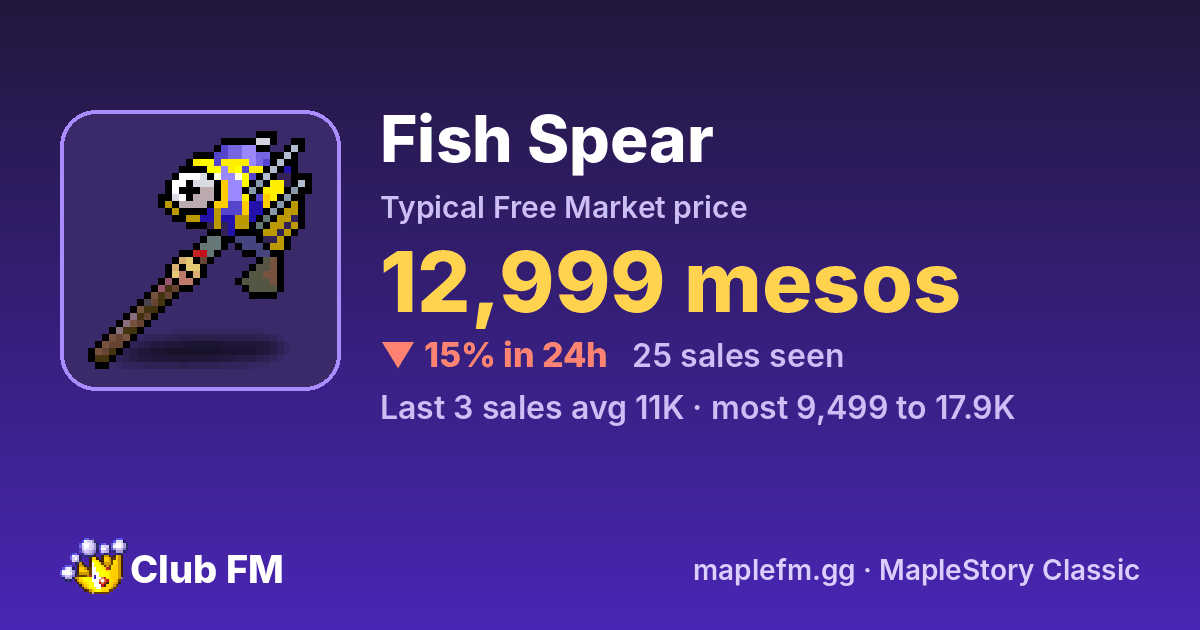 Fish Spear
Typical Free Market price
12,999 mesos
▼ 15% in 24h 25 sales seen
Last 3 sales avg 11K · most 9,499 to 17.9K
Club FM
maplefm.gg · MapleStory Classic